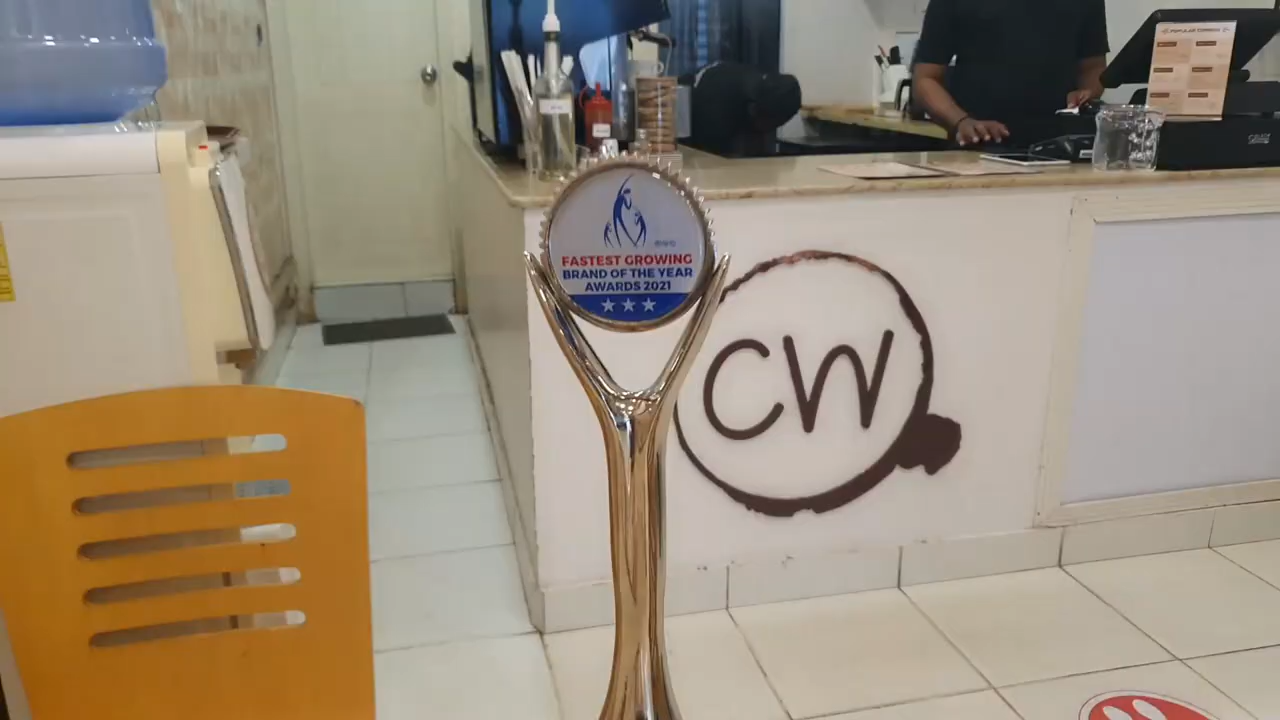 FASTEST GROWING
BRAND OF THE YEAR
AWARDS 2021
CW